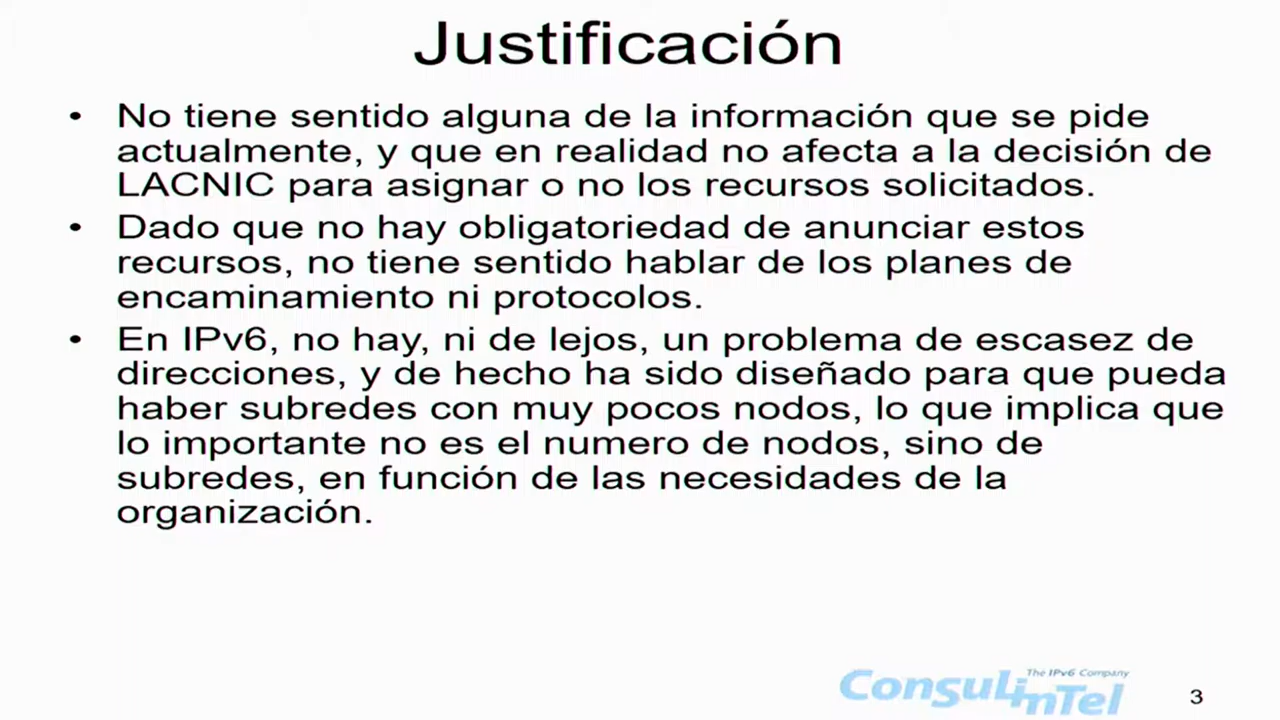 Justificación
• No tiene sentido alguna de la información que se pide
actualmente, y que en realidad no afecta a la decisión de
LACNIC para asignar o no los recursos solicitados.
• Dado que no hay obligatoriedad de anunciar estos
recursos, no tiene sentido hablar de los planes de
encaminamiento ni protocolos.
• En IPv6, no hay, ni de lejos, un problema de escasez de
direcciones, y de hecho ha sido diseñado para que pueda
haber subredes con muy pocos nodos, lo que implica que
lo importante no es el numero de nodos, sino de
subredes, en función de las necesidades de la
organización.
The IPv6 Company
ConsulinTel
3